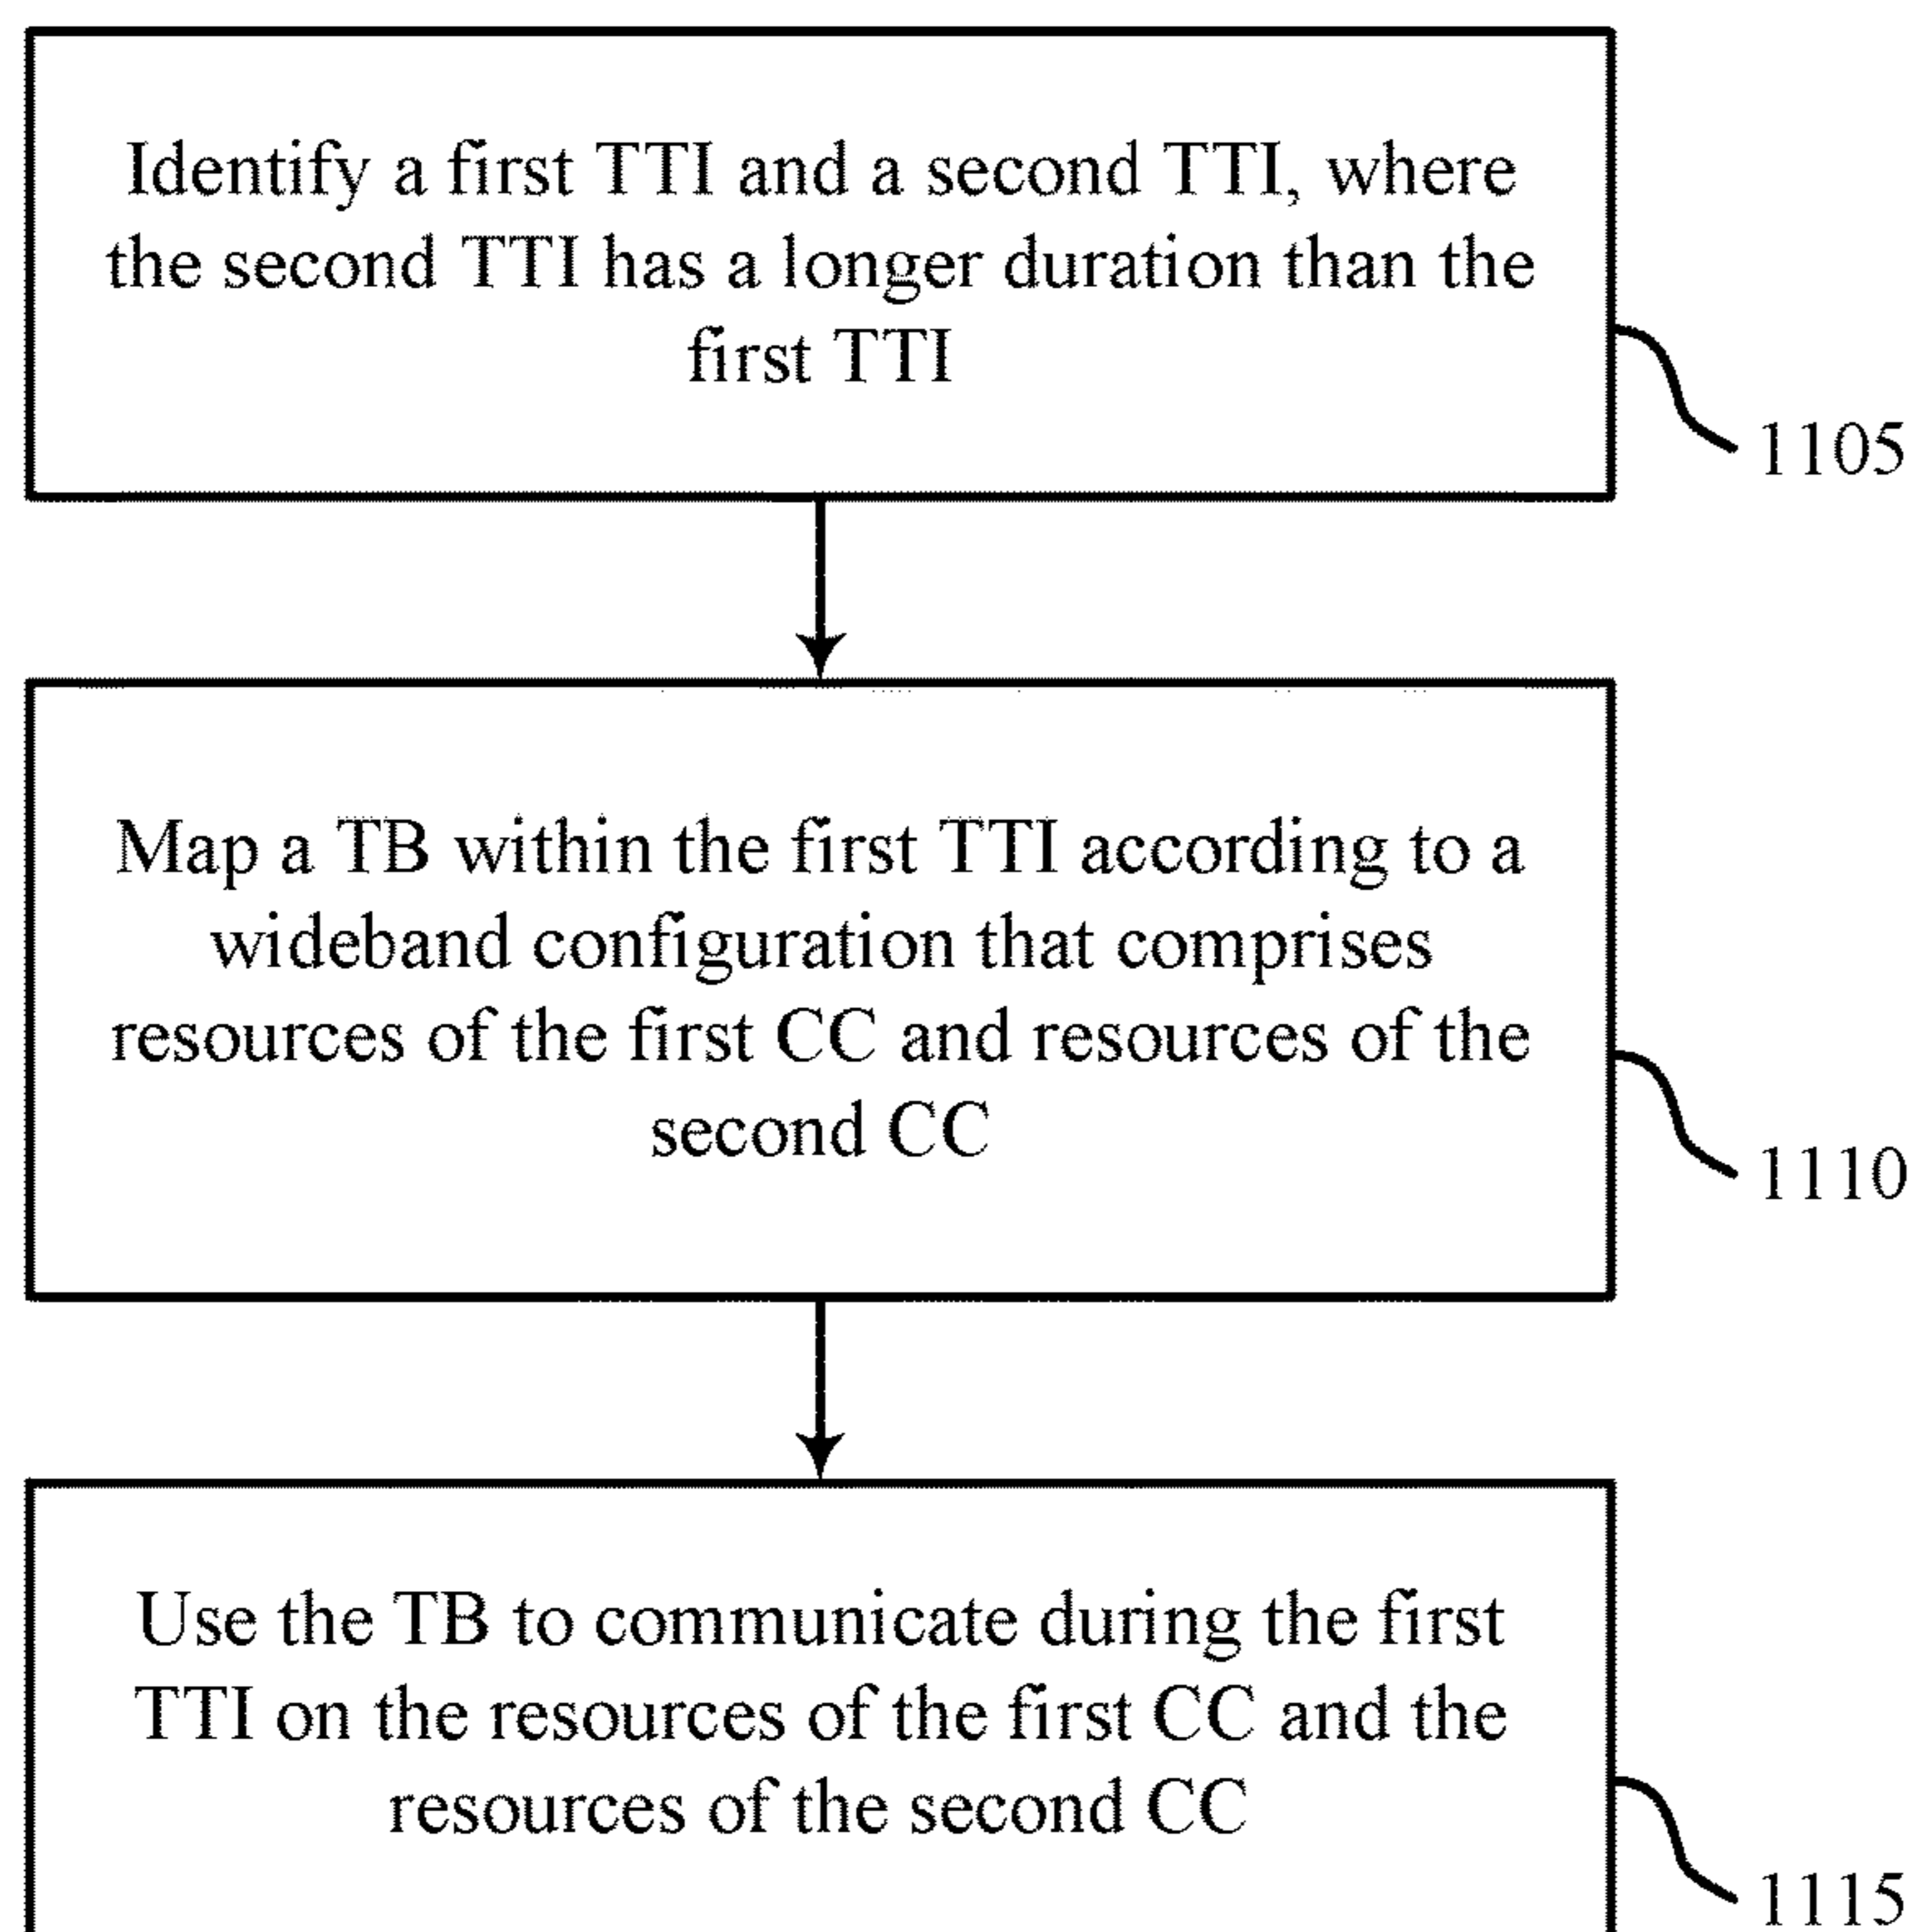 Identify a first TTI and a second TTI, where
the second TTI has a longer duration than the
first TTI
1105
Map a TB within the first TTI according to a
wideband configuration that comprises
resources of the first CC and resources of the
second CC
1110
Use the TB to communicate during the first
TTI on the resources of the first CC and the
resources of the second CC
1115